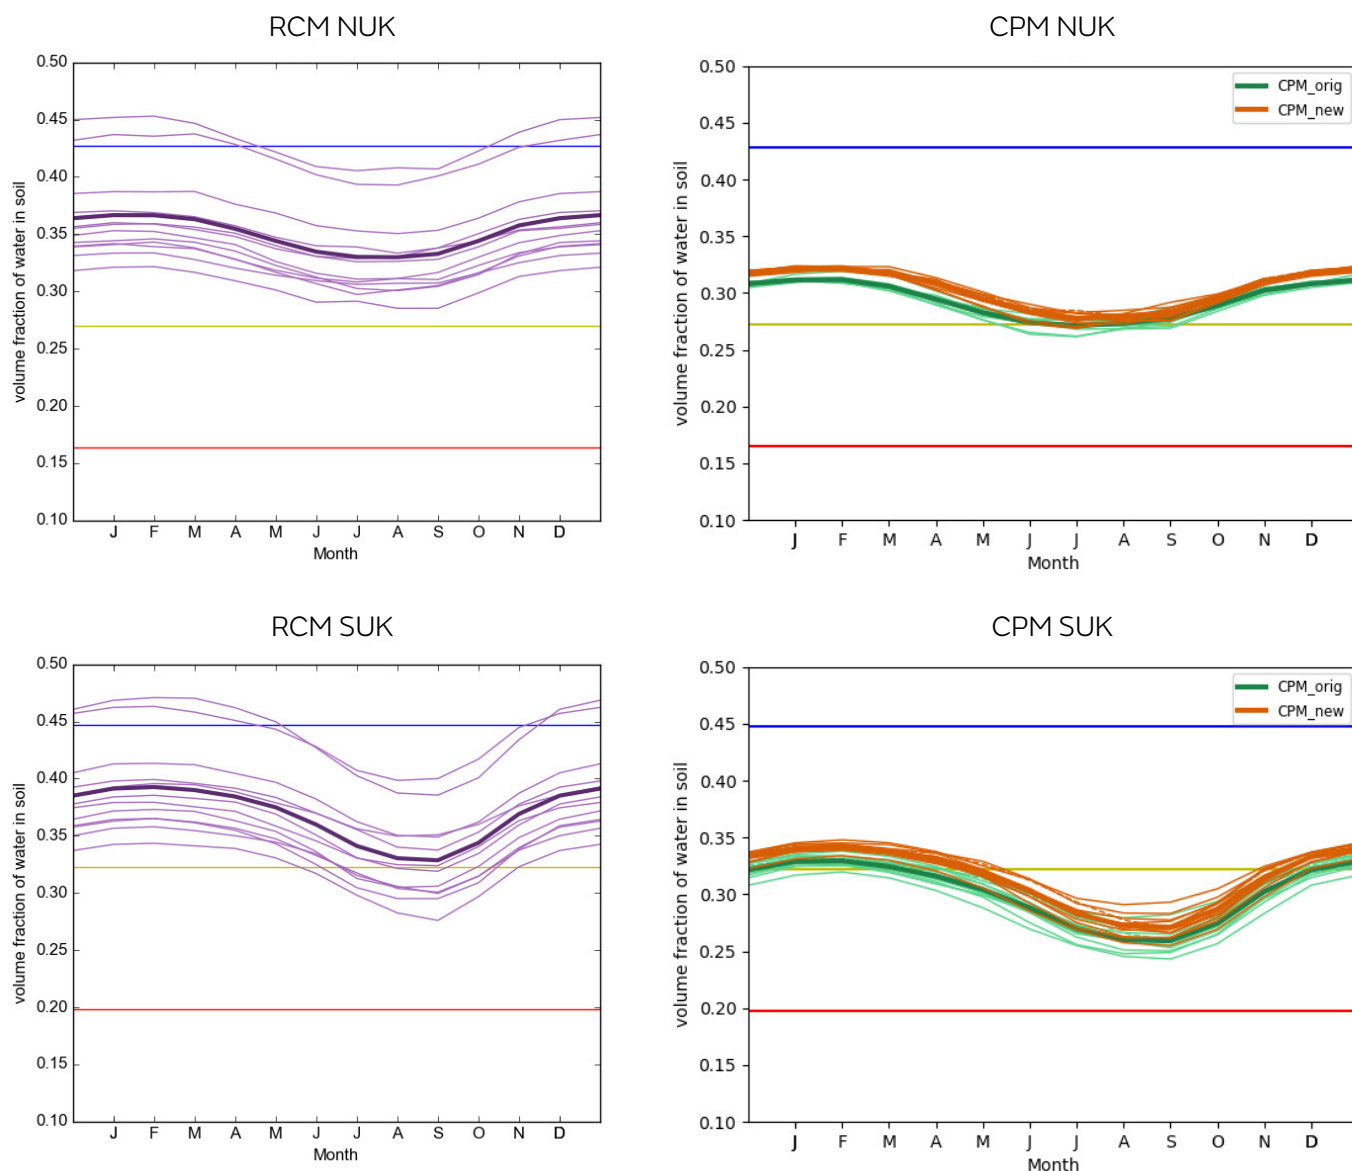 RCM NUK
CPM NUK
0.50
0.45
0.40
0.35
0.30
0.25
0.20
0.15
0.10
volume fraction of water in soil
J F M A M J J A S O N D
Month
0.50
0.45
0.40
0.35
0.30
0.25
0.20
0.15
0.10
volume fraction of water in soil
CPM_orig
CPM_new
J F M A M J J A S O N D
Month
RCM SUK
CPM SUK
0.50
0.45
0.40
0.35
0.30
0.25
0.20
0.15
0.10
volume fraction of water in soil
J F M A M J J A S O N D
Month
0.50
0.45
0.40
0.35
0.30
0.25
0.20
0.15
0.10
volume fraction of water in soil
CPM_orig
CPM_new
J F M A M J J A S O N D
Month